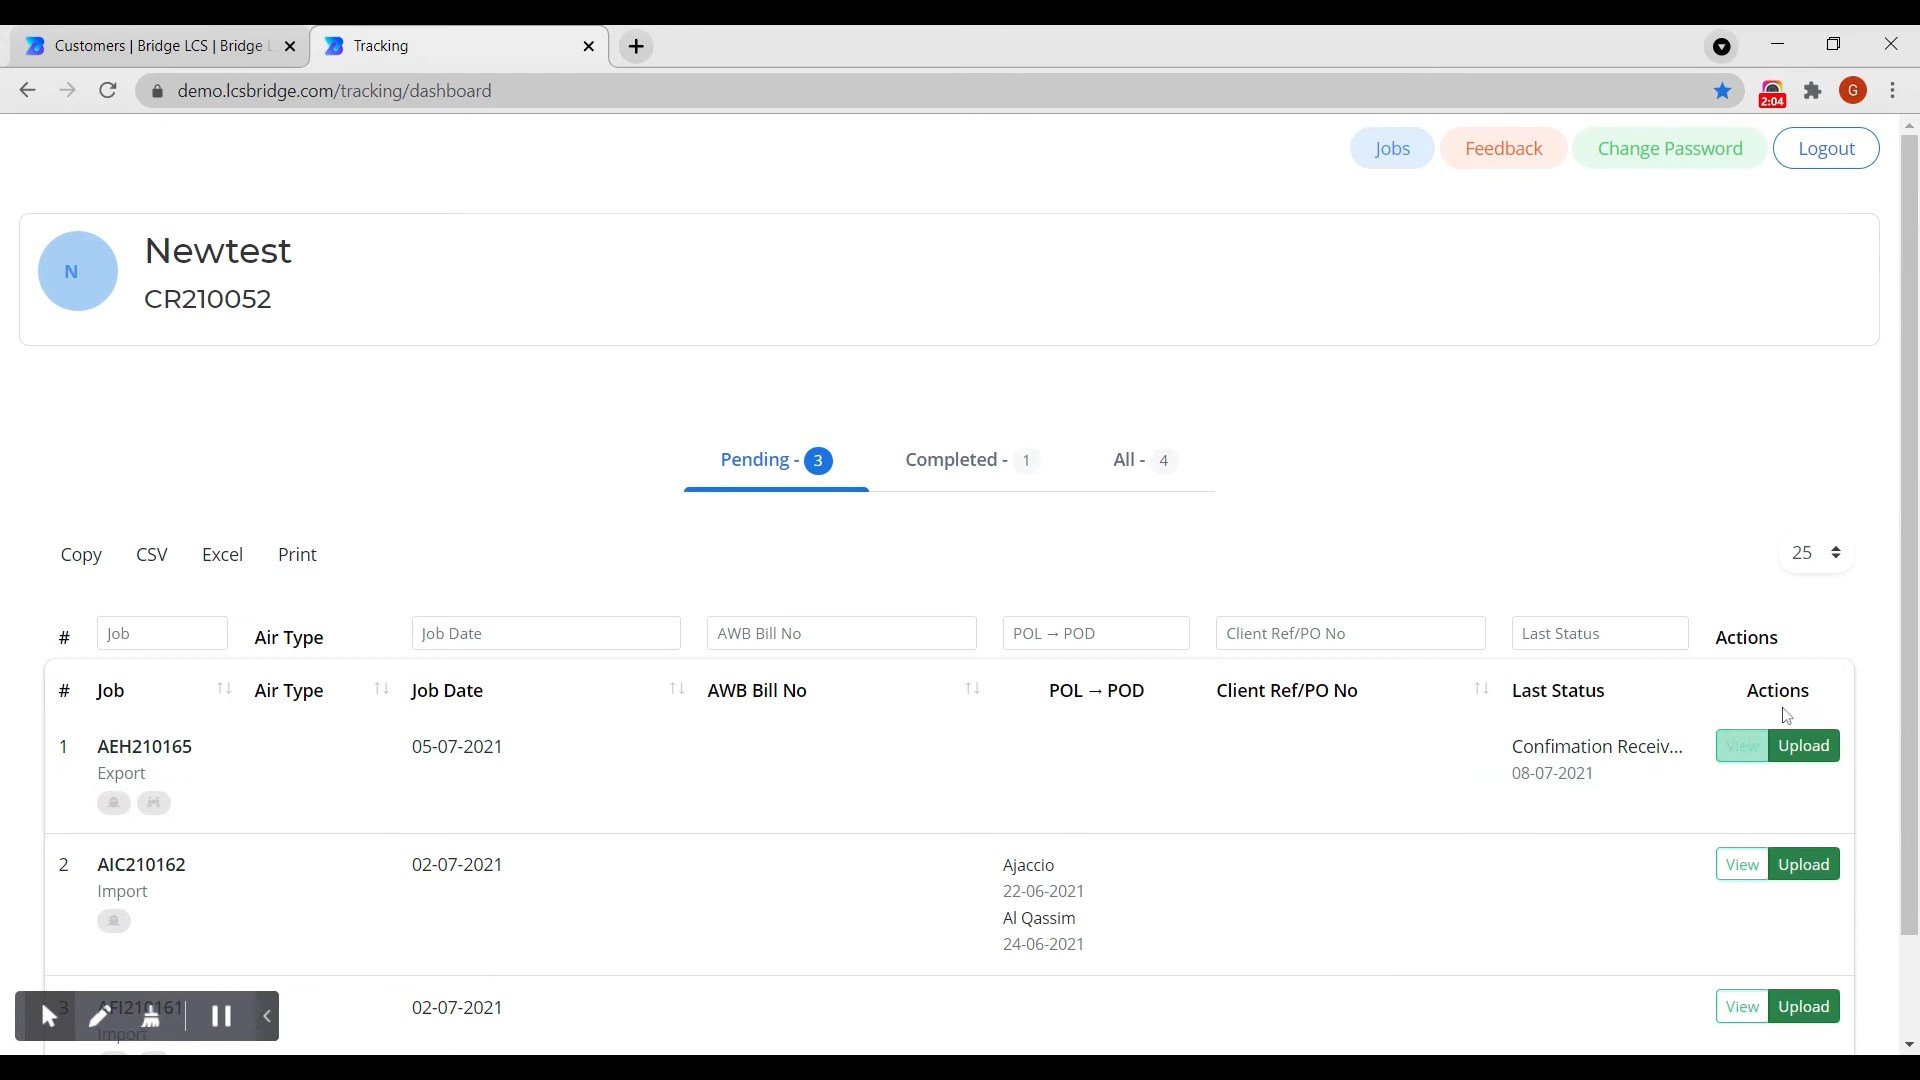 Customers | Bridge LCS | Bridge L
Tracking
demo.lcsbridge.com/tracking/dashboard
2:04
G
Jobs
Feedback
Change Password
Logout
N
Newtest
CR210052
Pending - 3
Completed - 1
All - 4
Copy CSV Excel Print
25
# Job Air Type Job Date AWB Bill No POL → POD Client Ref/PO No Last Status Actions
# Job Air Type Job Date AWB Bill No POL → POD Client Ref/PO No Last Status Actions
1 AEH210165 05-07-2021 Confimation Receiv... View Upload
Export 08-07-2021
2 AIC210162 02-07-2021 Ajaccio View Upload
Import 22-06-2021
Al Qassim
24-06-2021
3 AFI210161 02-07-2021 View Upload
Import